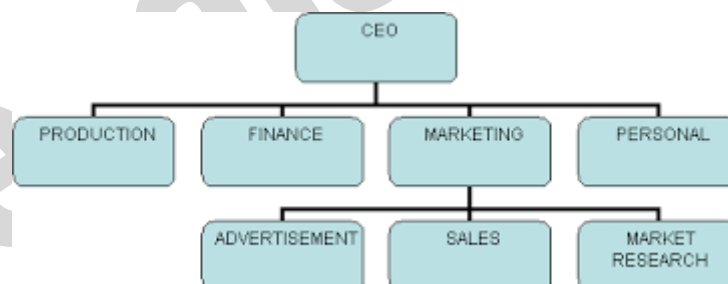 CEO
PRODUCTION
FINANCE
MARKETING
PERSONAL
ADVERTISEMENT
SALES
MARKET
RESEARCH